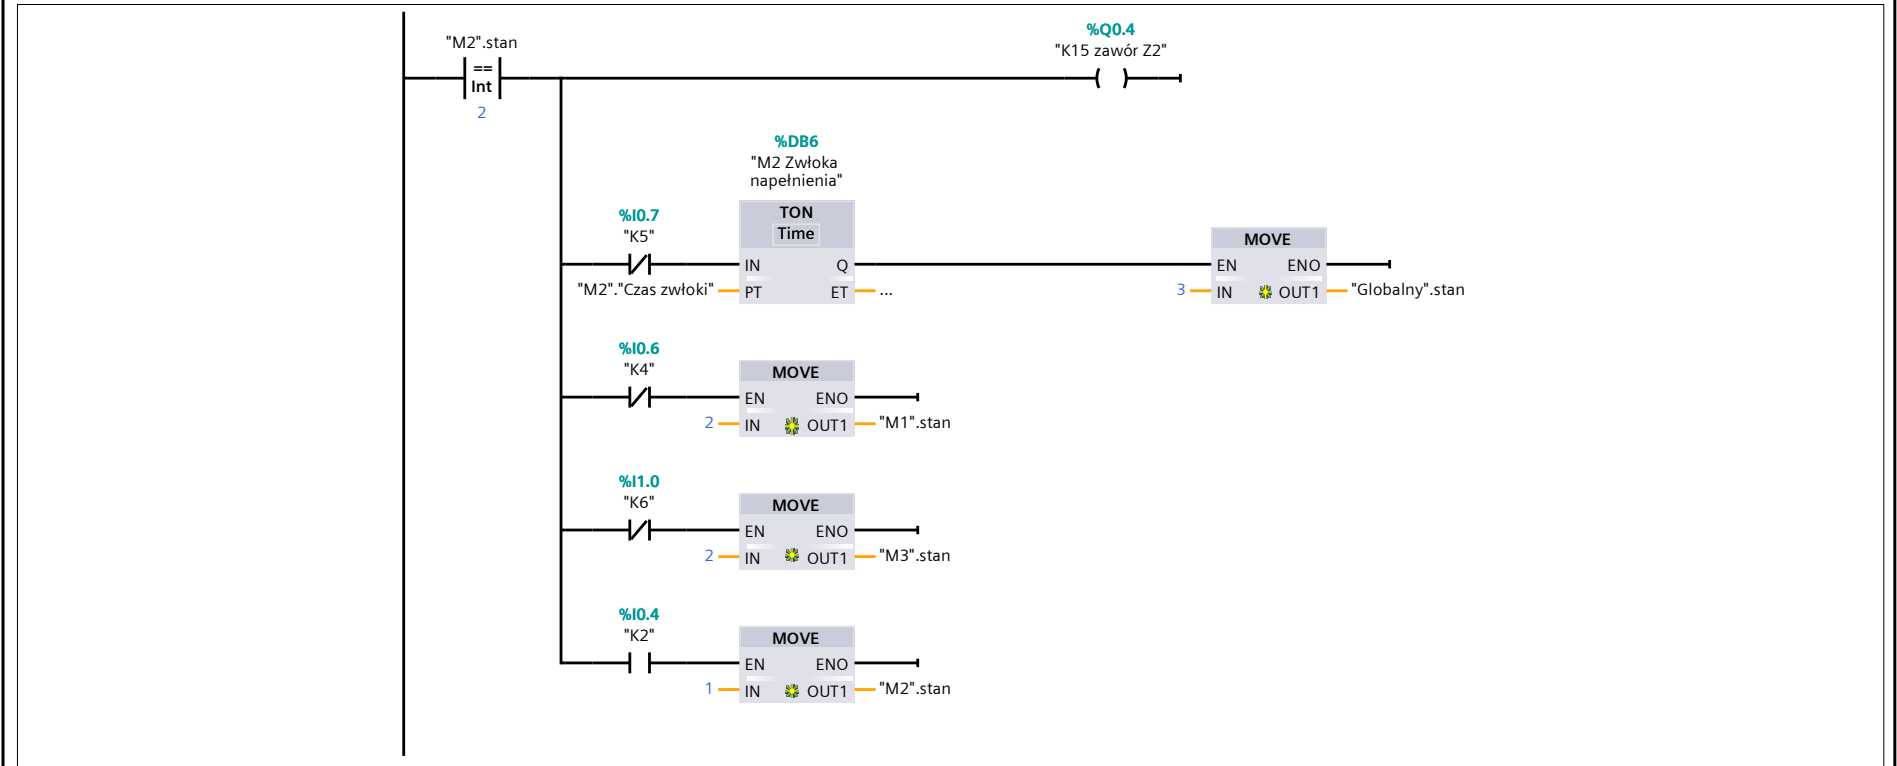 "M2".stan
==
Int
2
%Q0.4
"K15 zawór Z2"
%DB6
"M2 Zwłoka
napełnienia"
TON
Time
%I0.7
"K5"
IN Q
"M2"."Czas zwłoki" PT ET ...
MOVE
EN ENO
3 IN OUT1 "Globalny".stan
%I0.6
"K4"
MOVE
EN ENO
2 IN OUT1 "M1".stan
%I1.0
"K6"
MOVE
EN ENO
2 IN OUT1 "M3".stan
%I0.4
"K2"
MOVE
EN ENO
1 IN OUT1 "M2".stan